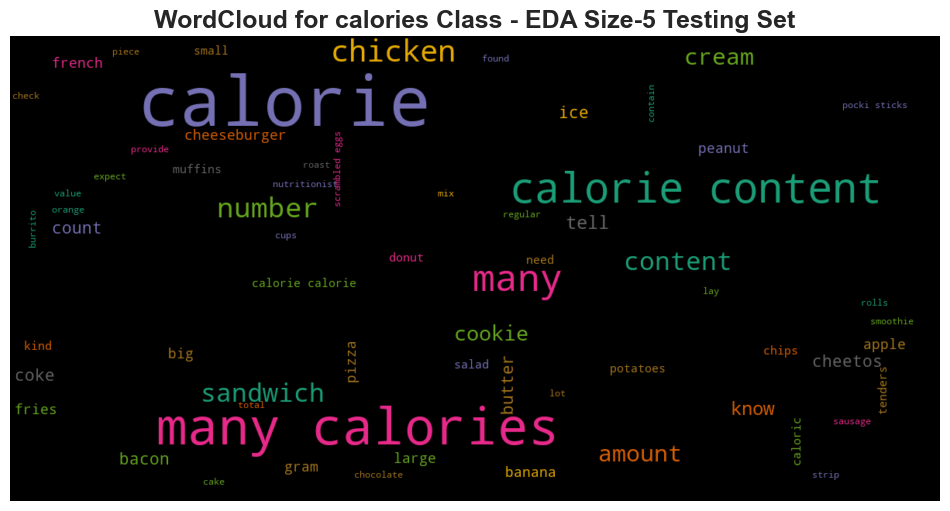 WordCloud for calories Class - EDA Size-5 Testing Set
piece
small
chicken
found
cream
french
calorie
check
contain
pocki sticks
ice
cheeseburger
provide
scrambled eggs
peanut
muffins
roast
expect
nutritionist
mix
calorie content
value
orange
number
regular
tell
burrito
count
cups
donut
need
content
many
calorie calorie
lay
rolls
smoothie
cookie
kind
big
pizza
salad
chips
apple
coke
butter
potatoes
cheetos
tenders
sandwich
lot
fries
total
know
many calories
caloric
sausage
bacon
large
amount
gram
chocolate
banana
strip
cake